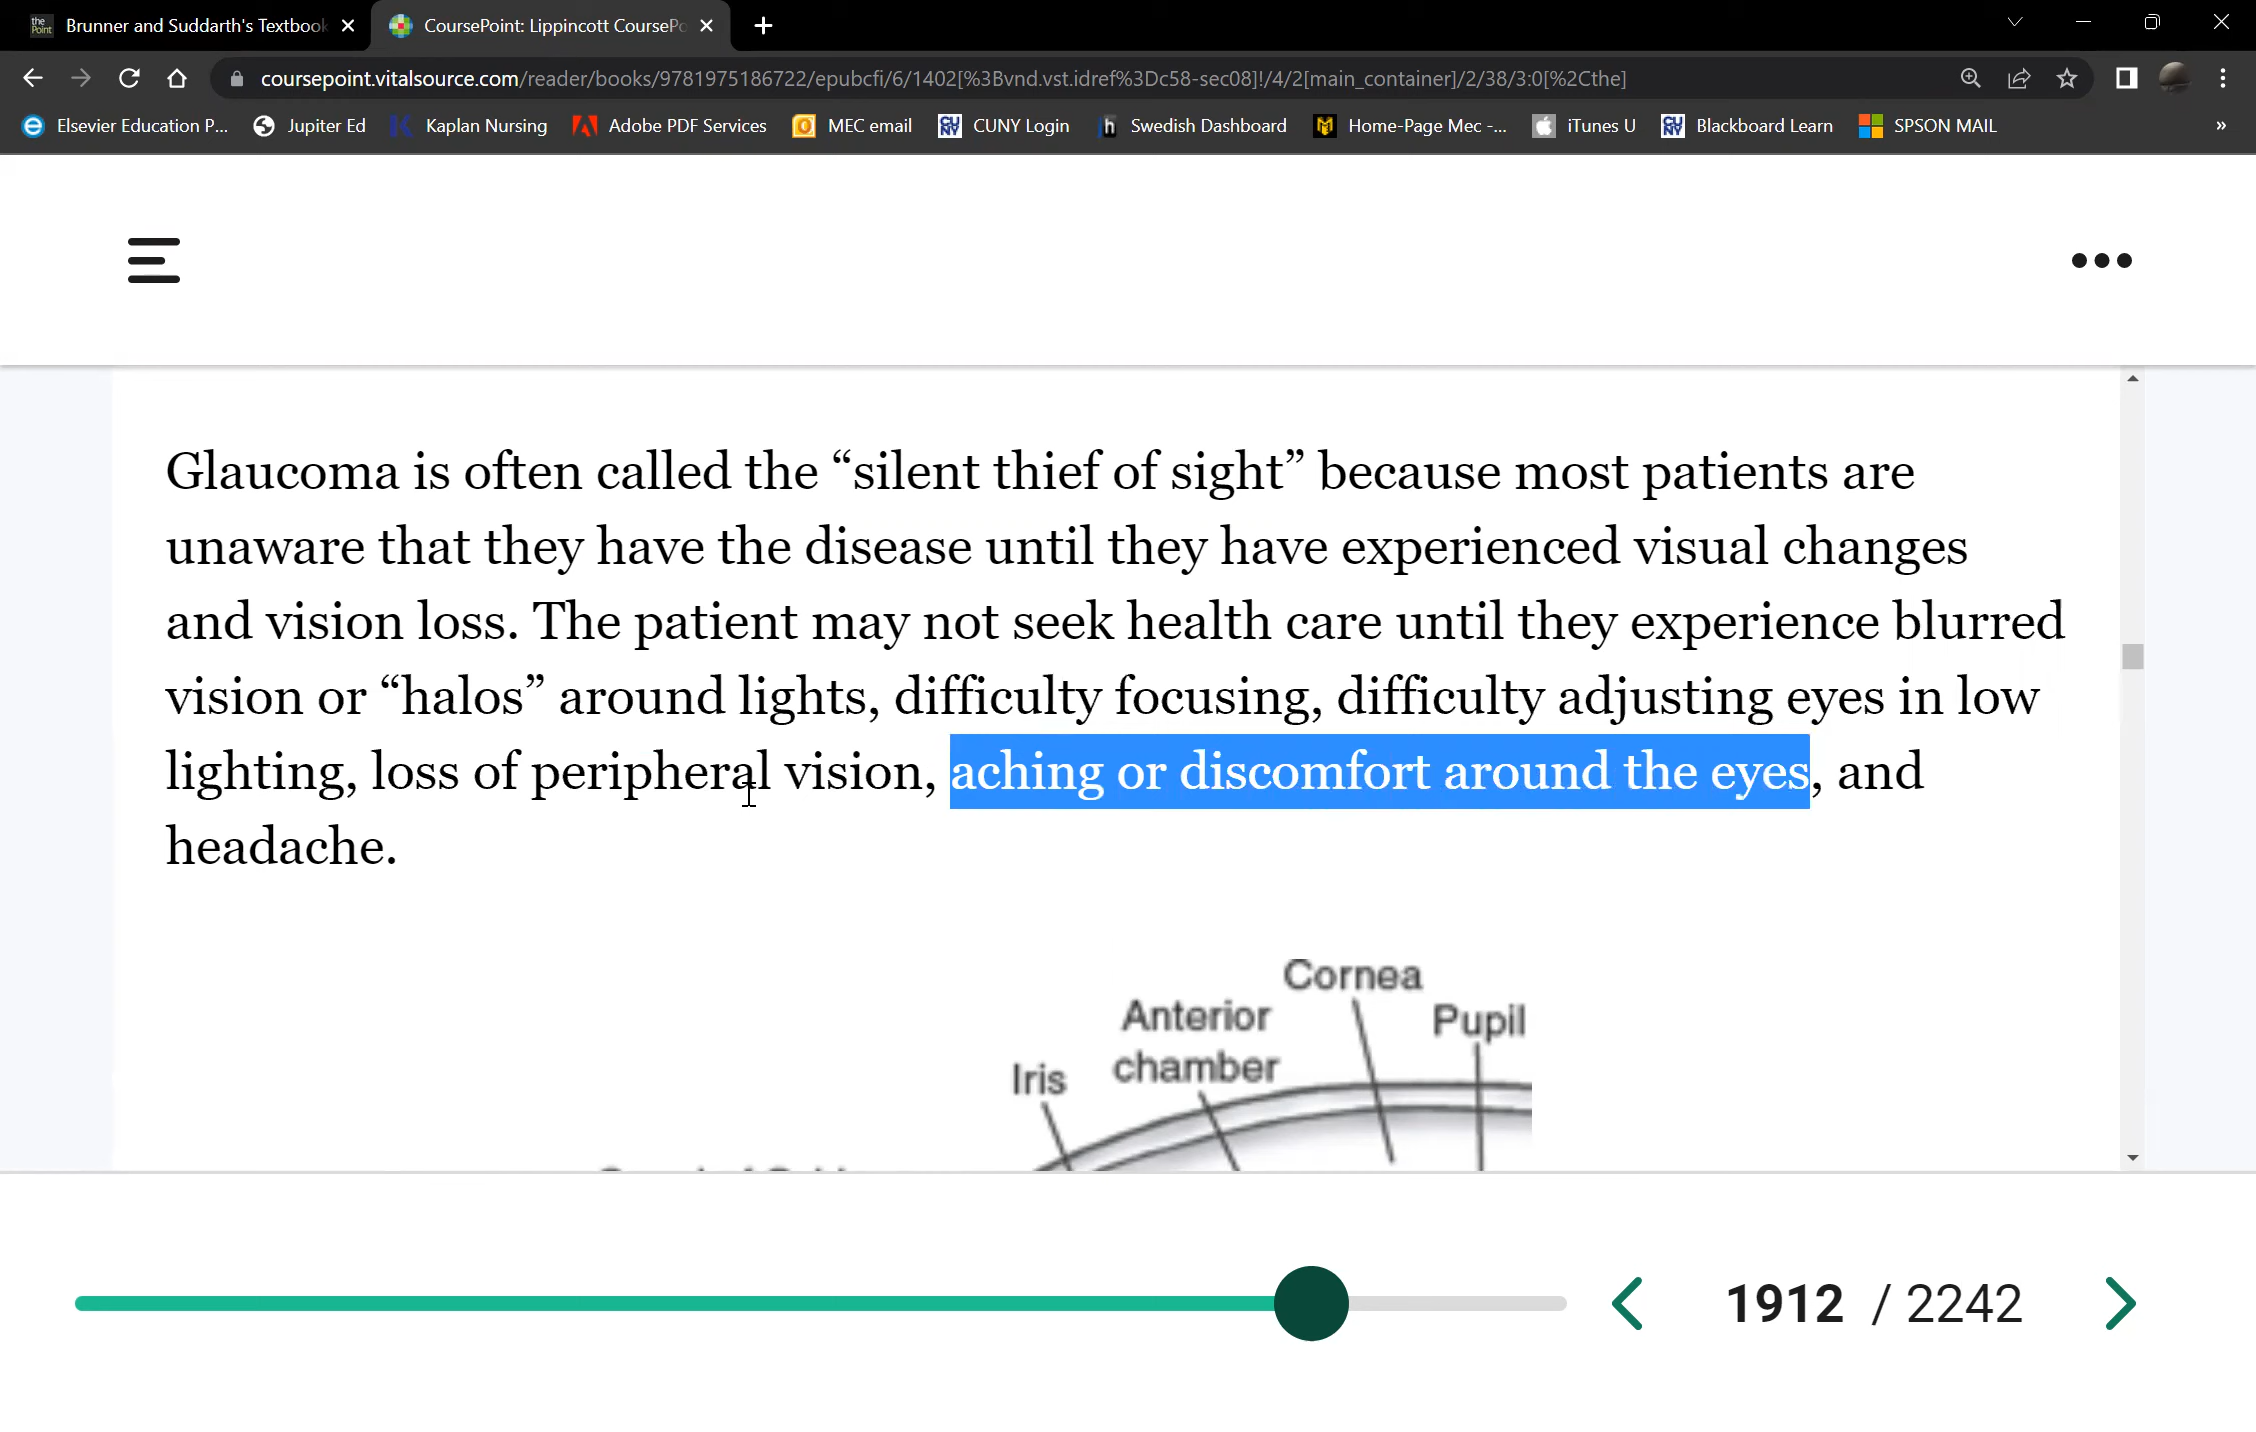 Brunner and Suddarth's Textbook
CoursePoint: Lippincott CoursePo
coursepoint.vitalsource.com/reader/books/9781975186722/epubcfi/6/1402[%3Bvnd.vst.idref%3Dc58-sec08]!/4/2[main_container]/2/38/3:0[%2Cthe]
Elsevier Education P... Jupiter Ed Kaplan Nursing Adobe PDF Services MEC email CUNY Login Swedish Dashboard Home-Page Mec -... iTunes U Blackboard Learn SPSON MAIL »
Glaucoma is often called the “silent thief of sight” because most patients are
unaware that they have the disease until they have experienced visual changes
and vision loss. The patient may not seek health care until they experience blurred
vision or “halos” around lights, difficulty focusing, difficulty adjusting eyes in low
lighting, loss of peripheral vision, aching or discomfort around the eyes, and
headache.
Cornea
Anterior
chamber
Pupil
Iris
1912 / 2242